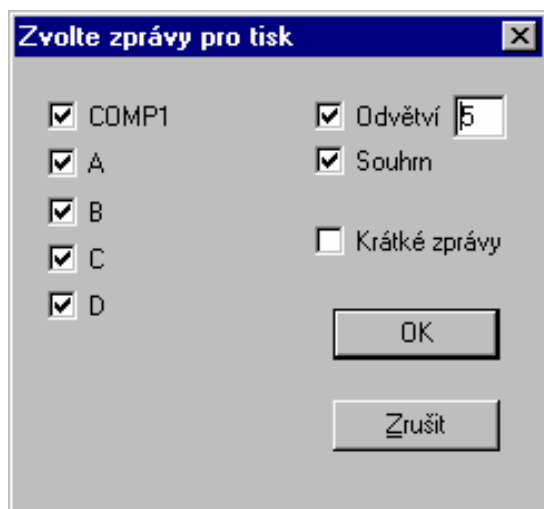 Zvolte zprávy pro tisk
COMP1
A
B
C
D
Odvětví 5
Souhrn
Krátké zprávy
OK
Zrušit